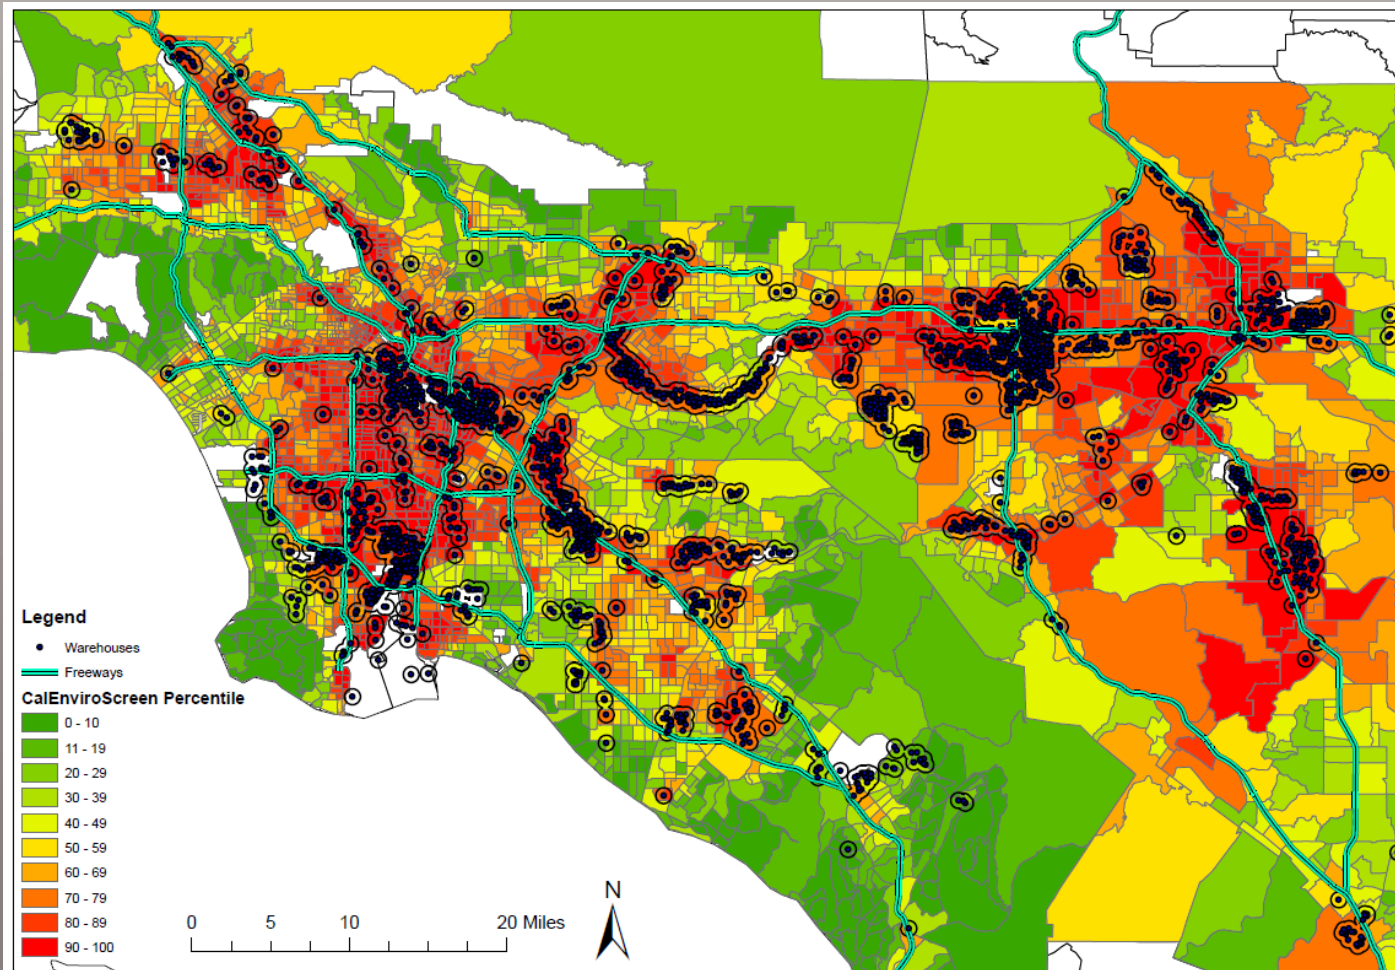 Legend
Warehouses
Freeways
CalEnviroScreen Percentile
0 - 10
11 - 19
20 - 29
30 - 39
40 - 49
50 - 59
60 - 69
70 - 79
80 - 89
90 - 100
0 5 10 20 Miles
N